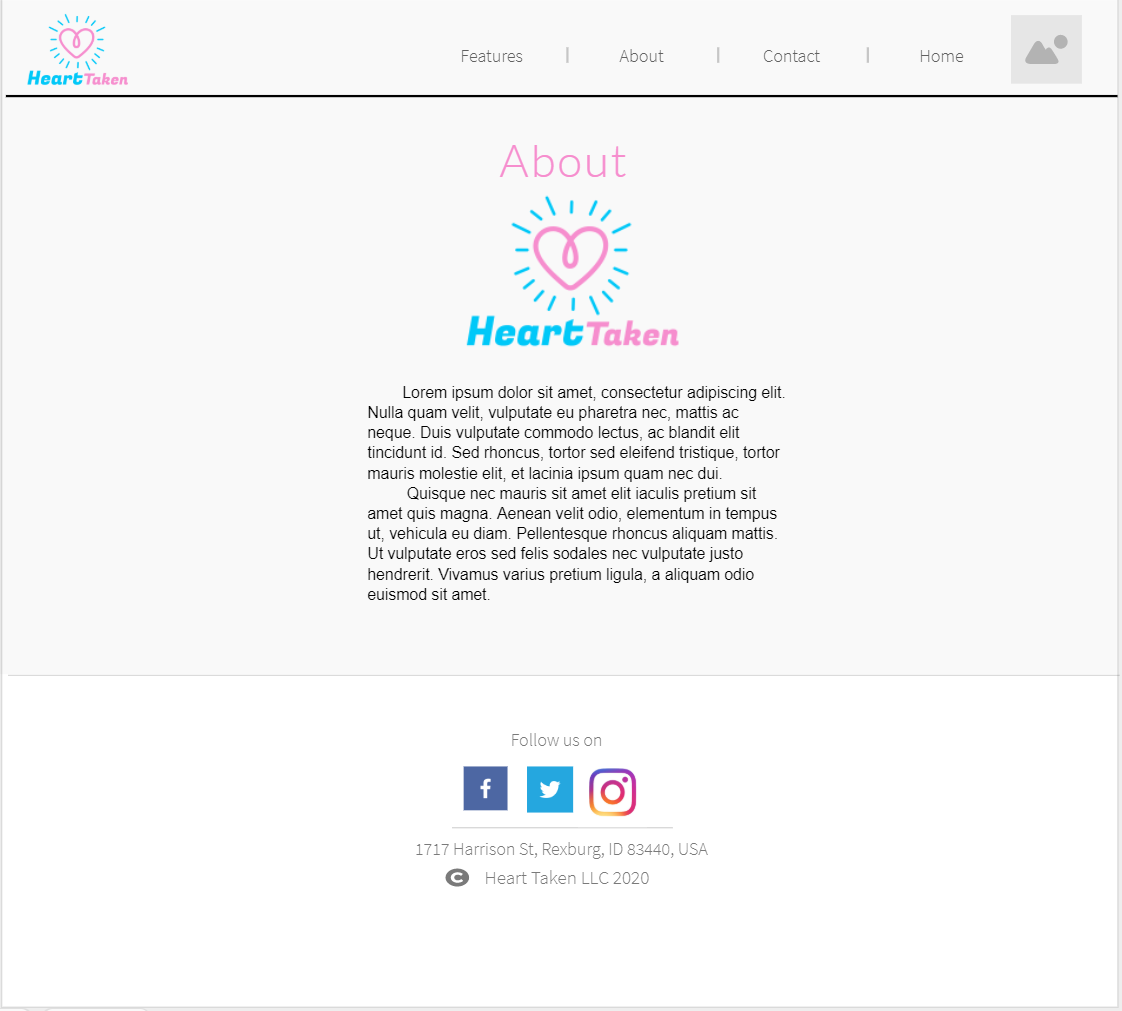 HeartTaken
Features | About | Contact | Home
About
HeartTaken
Lorem ipsum dolor sit amet, consectetur adipiscing elit.
Nulla quam velit, vulputate eu pharetra nec, mattis ac
neque. Duis vulputate commodo lectus, ac blandit elit
tincidunt id. Sed rhoncus, tortor sed eleifend tristique, tortor
mauris molestie elit, et lacinia ipsum quam nec dui.
Quisque nec mauris sit amet elit iaculis pretium sit
amet quis magna. Aenean velit odio, elementum in tempus
ut, vehicula eu diam. Pellentesque rhoncus aliquam mattis.
Ut vulputate eros sed felis sodales nec vulputate justo
hendrerit. Vivamus varius pretium ligula, a aliquam odio
euismod sit amet.
Follow us on
1717 Harrison St, Rexburg, ID 83440, USA
© Heart Taken LLC 2020